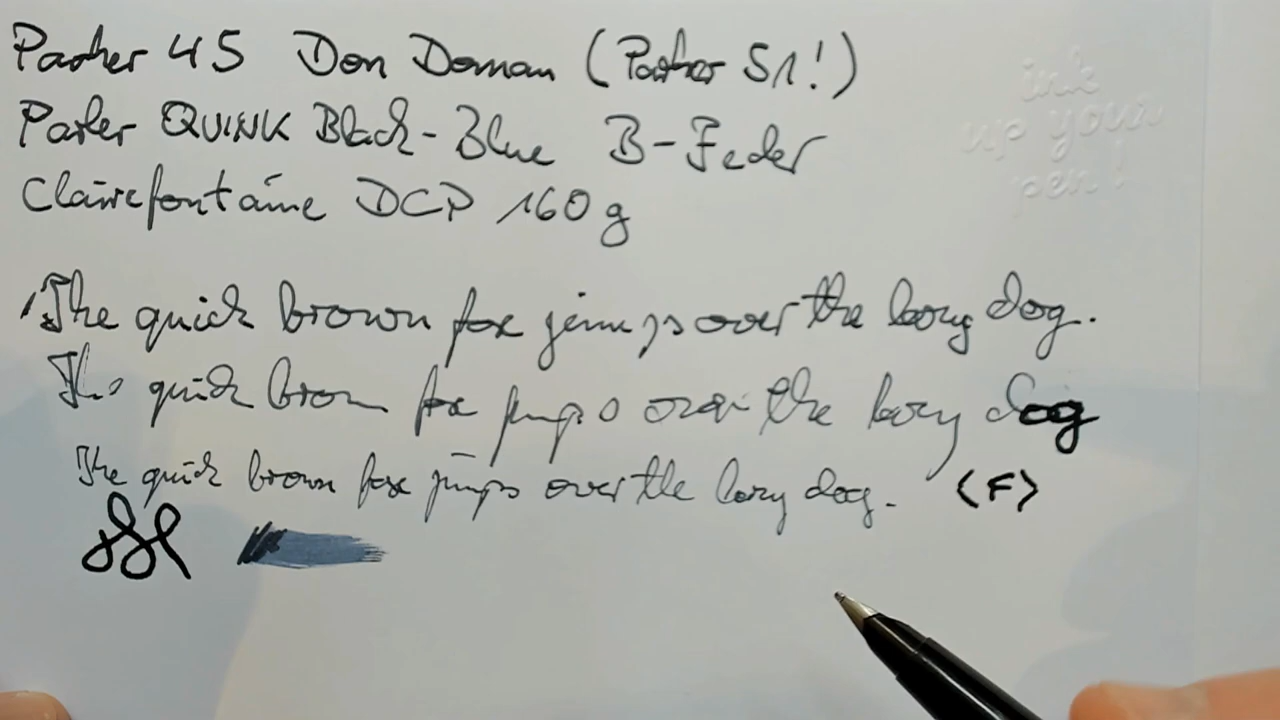 Parker 45 Don Doman (Parker 51!)
Parker QUINK Black-Blue B-Feder
Clairefontaine DCP 160g
The quick brown fox jumps over the lazy dog.
The quick brown fox jumps over the lazy dog
The quick brown fox jumps over the lazy dog. (F)
ink
up your
pen!